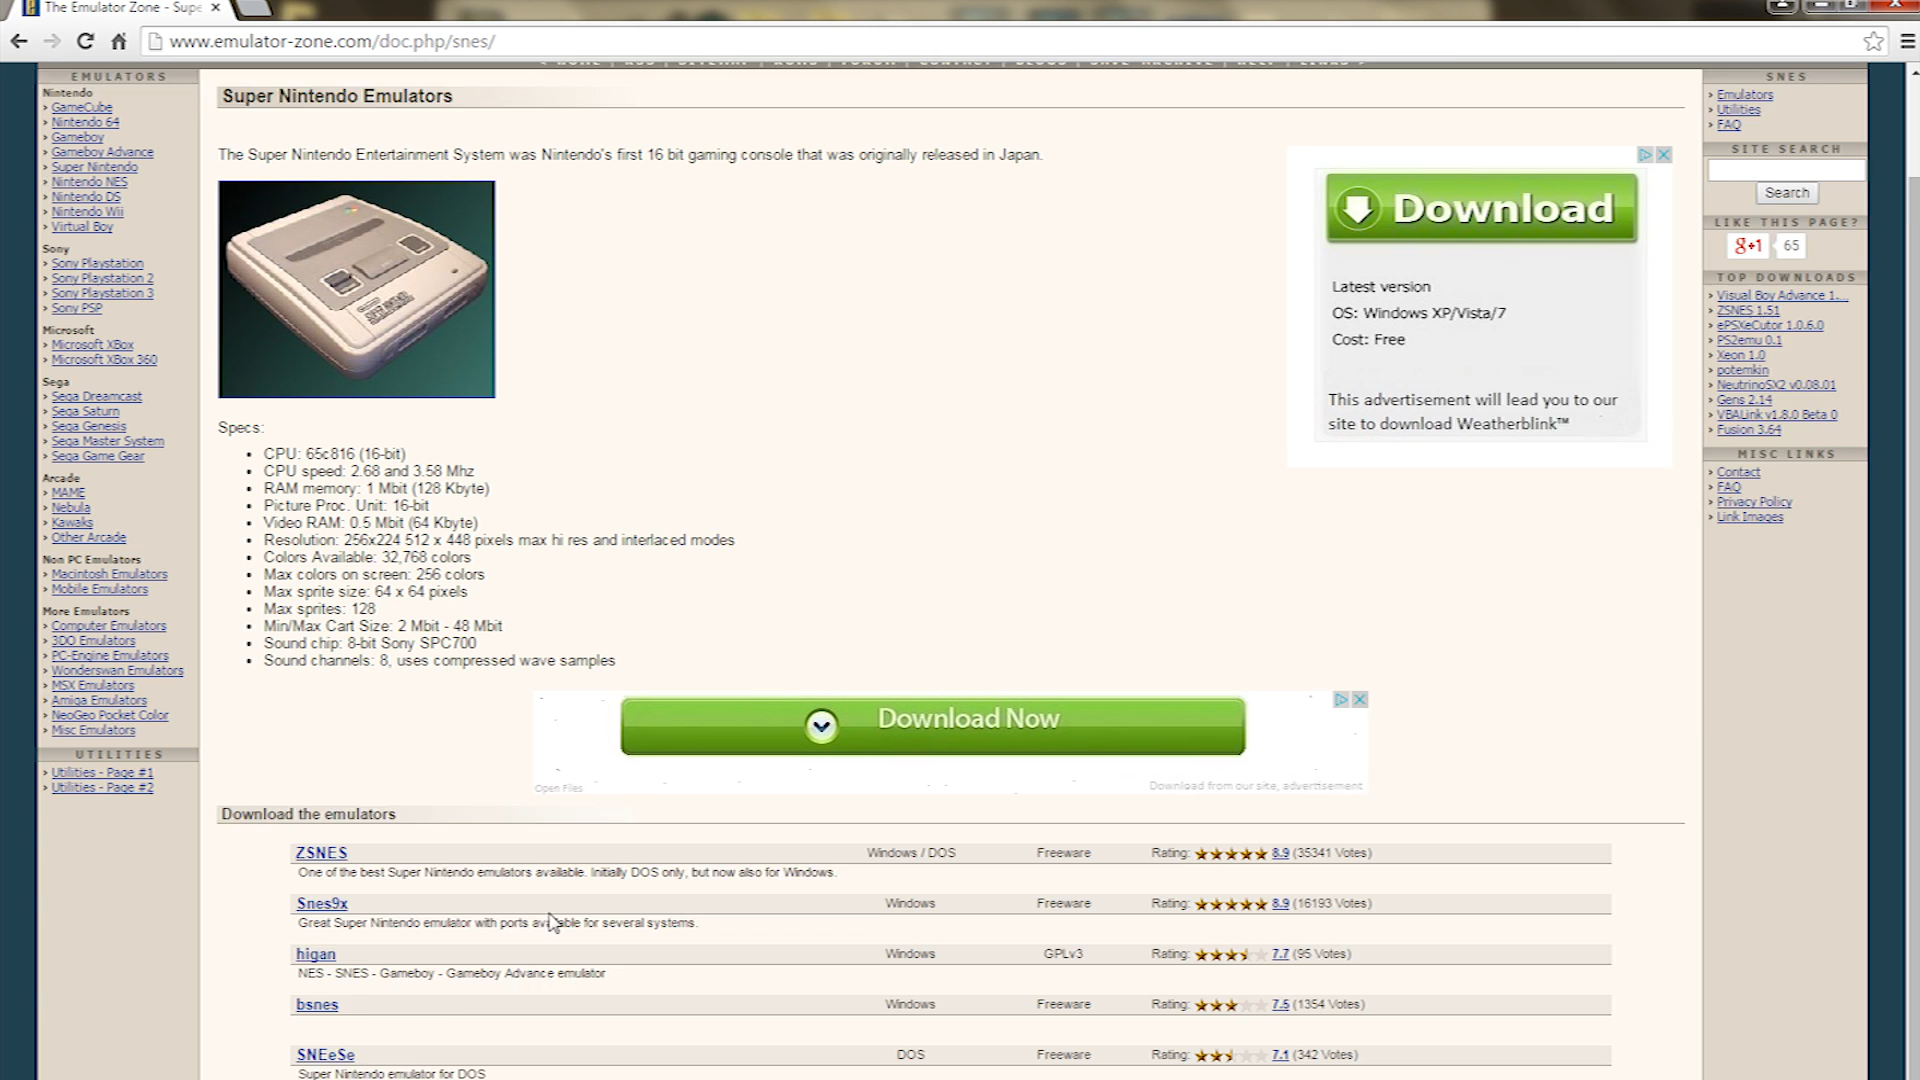 The Emulator Zone - Supe
www.emulator-zone.com/doc.php/snes/
EMULATORS
Nintendo
GameCube
Nintendo 64
Gameboy
Gameboy Advance
Super Nintendo
Nintendo NES
Nintendo DS
Nintendo Wii
Virtual Boy
Sony
Sony Playstation
Sony Playstation 2
Sony Playstation 3
Sony PSP
Microsoft
Microsoft XBox
Microsoft XBox 360
Sega
Sega Dreamcast
Sega Saturn
Sega Genesis
Sega Master System
Sega Game Gear
Arcade
MAME
Nebula
Kawaks
Other Arcade
Non PC Emulators
Macintosh Emulators
Mobile Emulators
More Emulators
Computer Emulators
3DO Emulators
PC-Engine Emulators
Wonderswan Emulators
MSX Emulators
Amiga Emulators
NeoGeo Pocket Color
Misc Emulators
UTILITIES
Utilities - Page #1
Utilities - Page #2
Super Nintendo Emulators
The Super Nintendo Entertainment System was Nintendo's first 16 bit gaming console that was originally released in Japan.
Specs:
CPU: 65c816 (16-bit)
CPU speed: 2.68 and 3.58 Mhz
RAM memory: 1 Mbit (128 Kbyte)
Picture Proc. Unit: 16-bit
Video RAM: 0.5 Mbit (64 Kbyte)
Resolution: 256x224 512 x 448 pixels max hi res and interlaced modes
Colors Available: 32,768 colors
Max colors on screen: 256 colors
Max sprite size: 64 x 64 pixels
Max sprites: 128
Min/Max Cart Size: 2 Mbit - 48 Mbit
Sound chip: 8-bit Sony SPC700
Sound channels: 8, uses compressed wave samples
Download
Latest version
OS: Windows XP/Vista/7
Cost: Free
This advertisement will lead you to our
site to download Weatherblink™
Download Now
Open Files
Download from our site, advertisement
Download the emulators
ZSNES Windows / DOS Freeware Rating: 8.9 (35341 Votes)
One of the best Super Nintendo emulators available. Initially DOS only, but now also for Windows.
Snes9x Windows Freeware Rating: 8.9 (16193 Votes)
Great Super Nintendo emulator with ports available for several systems.
higan Windows GPLv3 Rating: 7.7 (95 Votes)
NES - SNES - Gameboy - Gameboy Advance emulator
bsnes Windows Freeware Rating: 7.5 (1354 Votes)
SNEeSe DOS Freeware Rating: 7.1 (342 Votes)
Super Nintendo emulator for DOS
SNES
Emulators
Utilities
FAQ
SITE SEARCH
Search
LIKE THIS PAGE?
g+1 65
TOP DOWNLOADS
Visual Boy Advance 1....
ZSNES 1.51
ePSXeCutor 1.0.6.0
PS2emu 0.1
Xeon 1.0
potemkin
NeutrinoSX2 v0.08.01
Gens 2.14
VBALink v1.8.0 Beta 0
Fusion 3.64
MISC LINKS
Contact
FAQ
Privacy Policy
Link Images